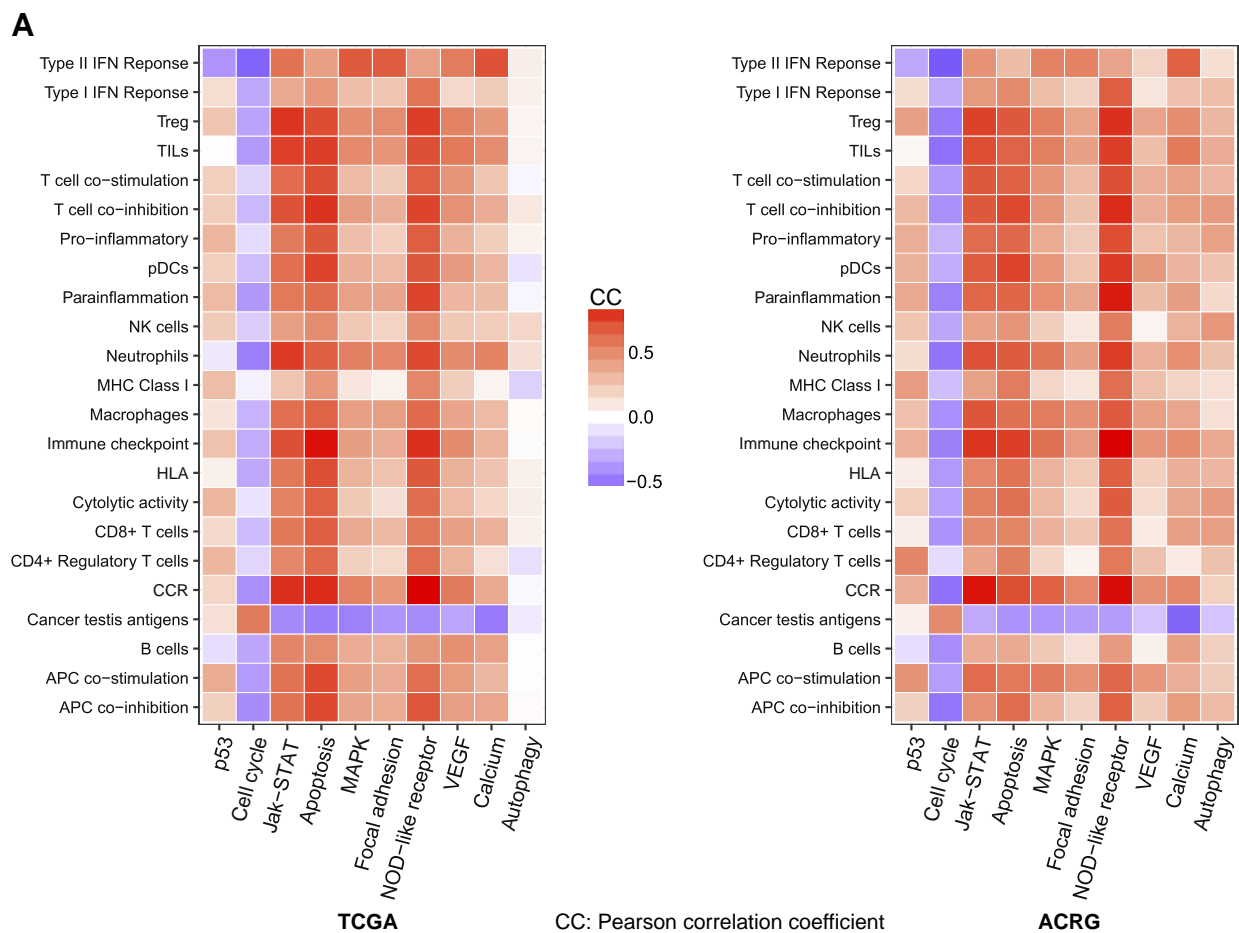 A
Type II IFN Reponse
Type I IFN Reponse
Treg
TILs
T cell co−stimulation
T cell co−inhibition
Pro−inflammatory
pDCs
Parainflammation
NK cells
Neutrophils
MHC Class I
Macrophages
Immune checkpoint
HLA
Cytolytic activity
CD8+ T cells
CD4+ Regulatory T cells
CCR
Cancer testis antigens
B cells
APC co−stimulation
APC co−inhibition
p53
Cell cycle
Jak−STAT
Apoptosis
MAPK
Focal adhesion
NOD−like receptor
VEGF
Calcium
Autophagy
TCGA
CC
0.5
0.0
−0.5
CC: Pearson correlation coefficient
Type II IFN Reponse
Type I IFN Reponse
Treg
TILs
T cell co−stimulation
T cell co−inhibition
Pro−inflammatory
pDCs
Parainflammation
NK cells
Neutrophils
MHC Class I
Macrophages
Immune checkpoint
HLA
Cytolytic activity
CD8+ T cells
CD4+ Regulatory T cells
CCR
Cancer testis antigens
B cells
APC co−stimulation
APC co−inhibition
p53
Cell cycle
Jak−STAT
Apoptosis
MAPK
Focal adhesion
NOD−like receptor
VEGF
Calcium
Autophagy
ACRG